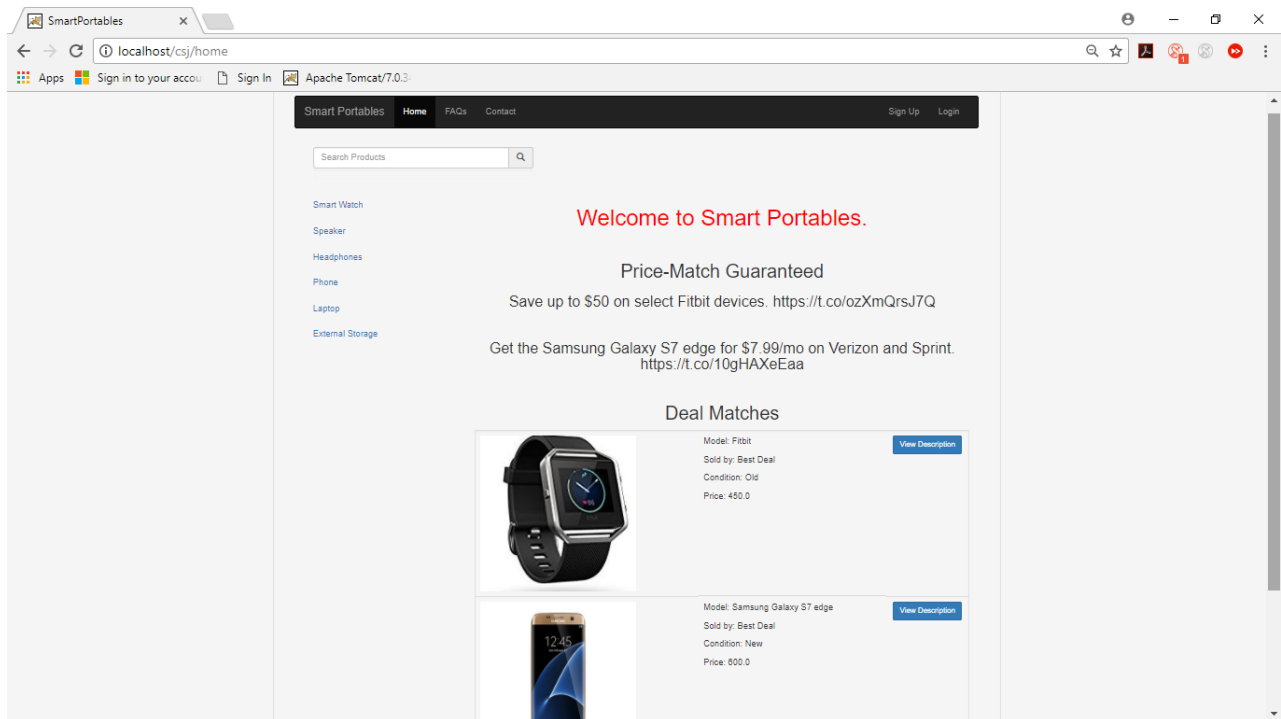 SmartPortables
localhost/csj/home
Apps Sign in to your accou Sign In Apache Tomcat/7.0.3
1
Smart Portables Home FAQs Contact Sign Up Login
Search Products
Smart Watch
Speaker
Headphones
Phone
Laptop
External Storage
Welcome to Smart Portables.
Price-Match Guaranteed
Save up to $50 on select Fitbit devices. https://t.co/ozXmQrsJ7Q
Get the Samsung Galaxy S7 edge for $7.99/mo on Verizon and Sprint.
https://t.co/10gHAXeEaa
Deal Matches
Model: Fitbit
Sold by: Best Deal
Condition: Old
Price: 450.0
View Description
Model: Samsung Galaxy S7 edge
Sold by: Best Deal
Condition: New
Price: 600.0
View Description
SAMSUNG
12:45